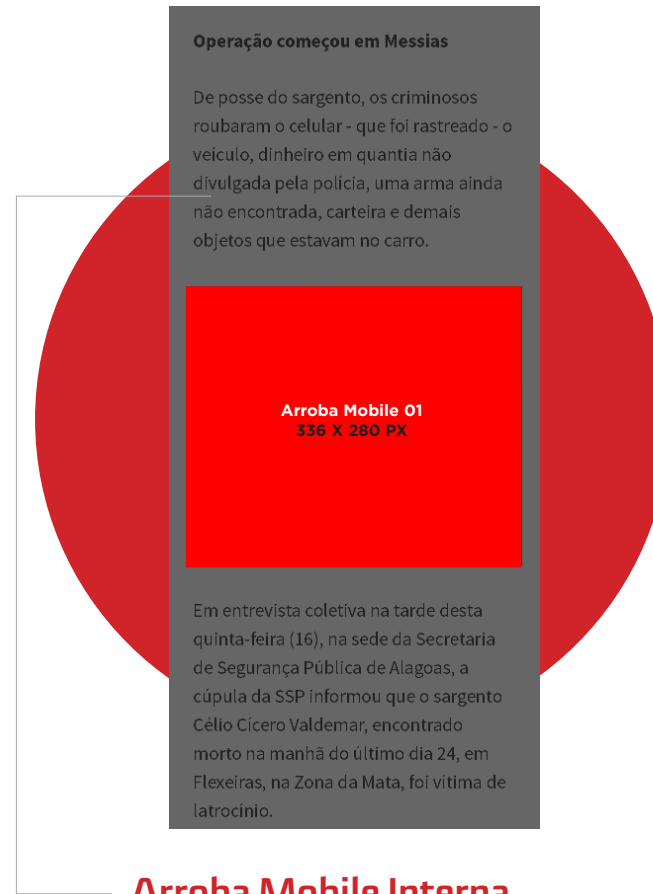 Operação começou em Messias
De posse do sargento, os criminosos
roubaram o celular - que foi rastreado - o
veículo, dinheiro em quantia não
divulgada pela polícia, uma arma ainda
não encontrada, carteira e demais
objetos que estavam no carro.
Arroba Mobile 01
336 X 280 PX
Em entrevista coletiva na tarde desta
quinta-feira (16), na sede da Secretaria
de Segurança Pública de Alagoas, a
cúpula da SSP informou que o sargento
Célio Cícero Valdemar, encontrado
morto na manhã do último dia 24, em
Flexeiras, na Zona da Mata, foi vítima de
latrocínio.
Arroba Mobile Interna